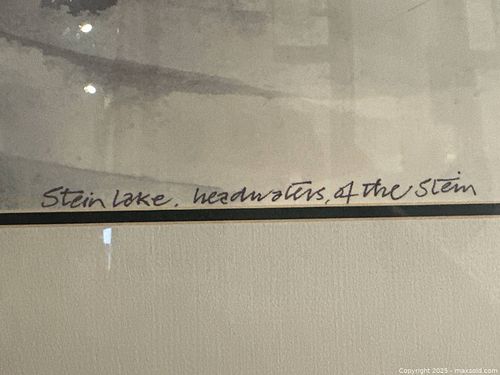 Stein Lake. headwaters, of the Stein
Copyright 2025 - maxsold.com